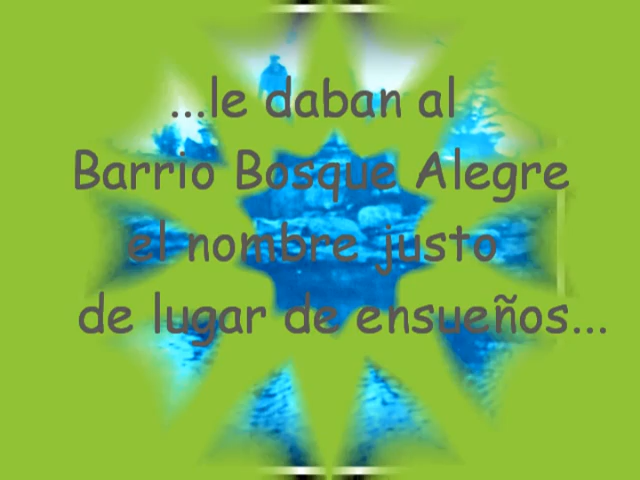 ...le daban al
Barrio Bosque Alegre
el nombre justo
de lugar de ensueños...